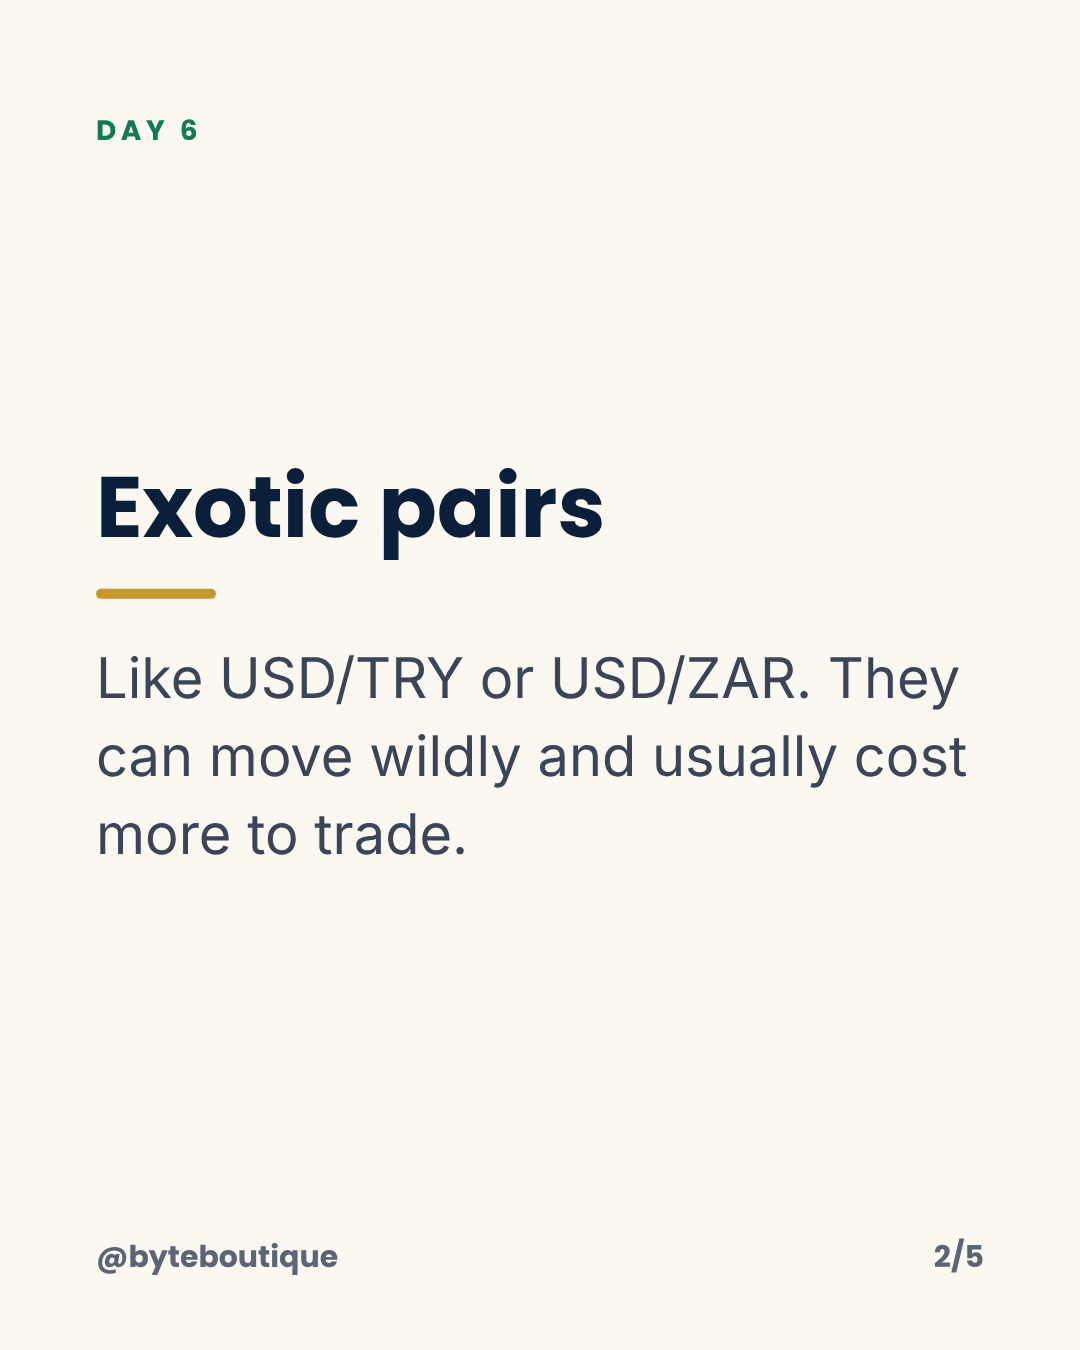 DAY 6
Exotic pairs
Like USD/TRY or USD/ZAR. They
can move wildly and usually cost
more to trade.
@byteboutique
2/5